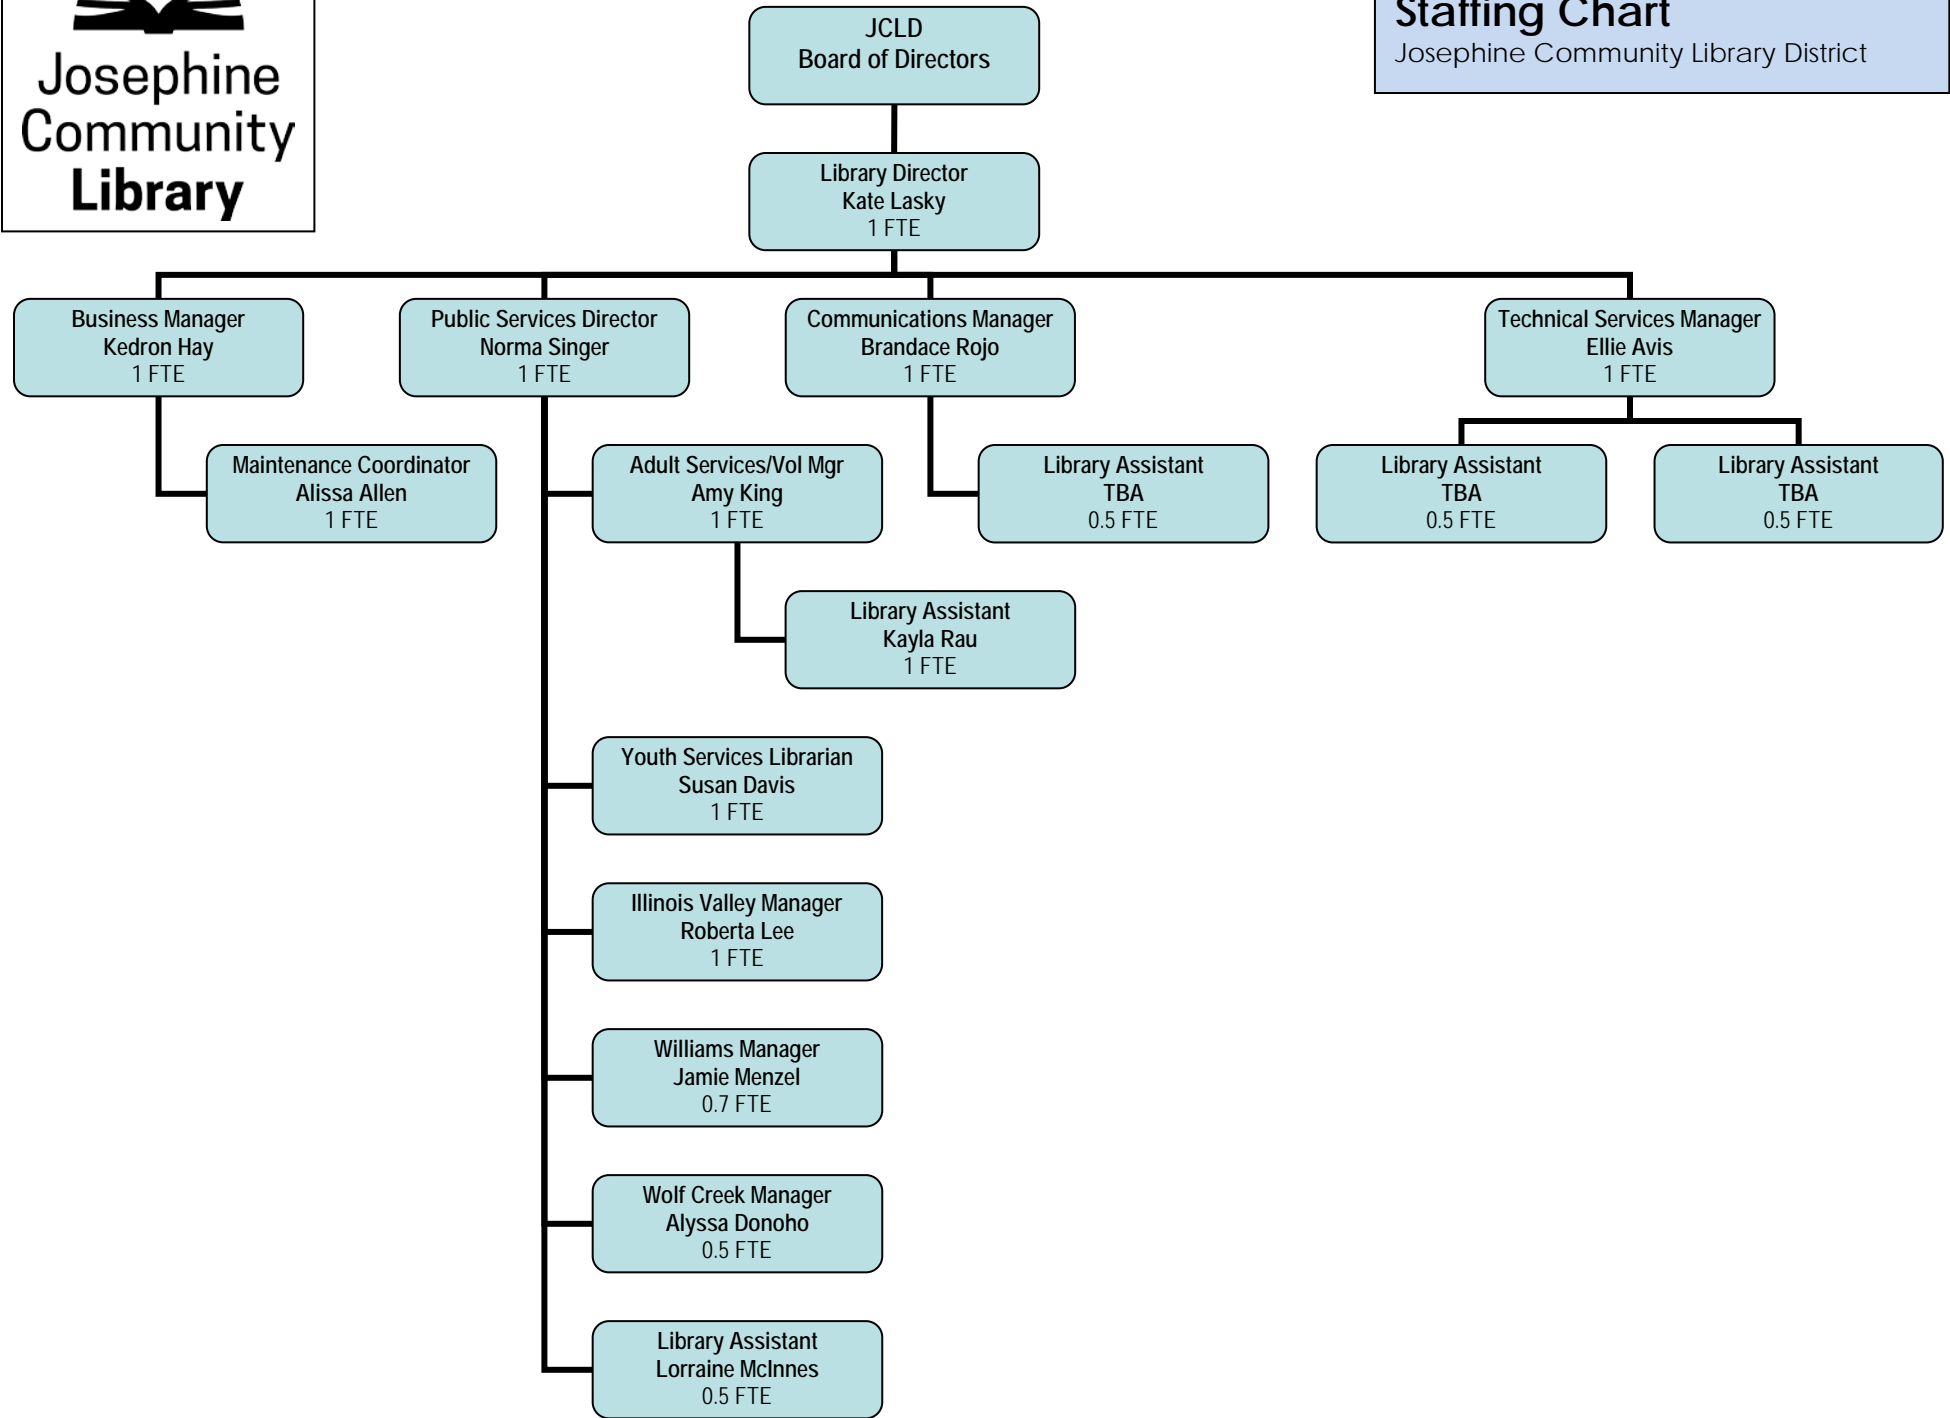 Josephine
Community
Library
Staffing Chart
Josephine Community Library District
JCLD
Board of Directors
Library Director
Kate Lasky
1 FTE
Business Manager
Kedron Hay
1 FTE
Public Services Director
Norma Singer
1 FTE
Communications Manager
Brandace Rojo
1 FTE
Technical Services Manager
Ellie Avis
1 FTE
Maintenance Coordinator
Alissa Allen
1 FTE
Adult Services/Vol Mgr
Amy King
1 FTE
Library Assistant
TBA
0.5 FTE
Library Assistant
TBA
0.5 FTE
Library Assistant
TBA
0.5 FTE
Library Assistant
Kayla Rau
1 FTE
Youth Services Librarian
Susan Davis
1 FTE
Illinois Valley Manager
Roberta Lee
1 FTE
Williams Manager
Jamie Menzel
0.7 FTE
Wolf Creek Manager
Alyssa Donoho
0.5 FTE
Library Assistant
Lorraine McInnes
0.5 FTE